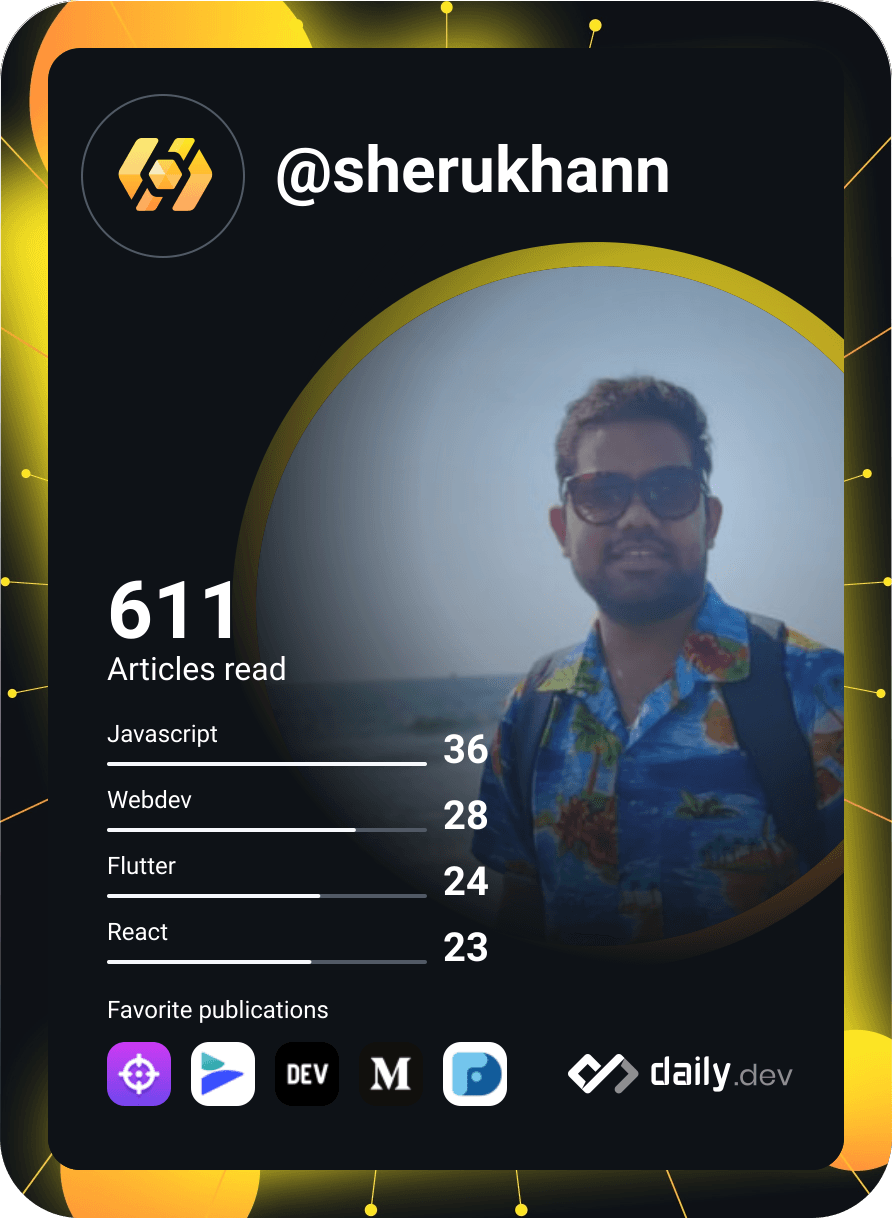 @sherukhann
611
Articles read
Javascript
36
Webdev
28
Flutter
24
React
23
Favorite publications
DEV
M
daily.dev